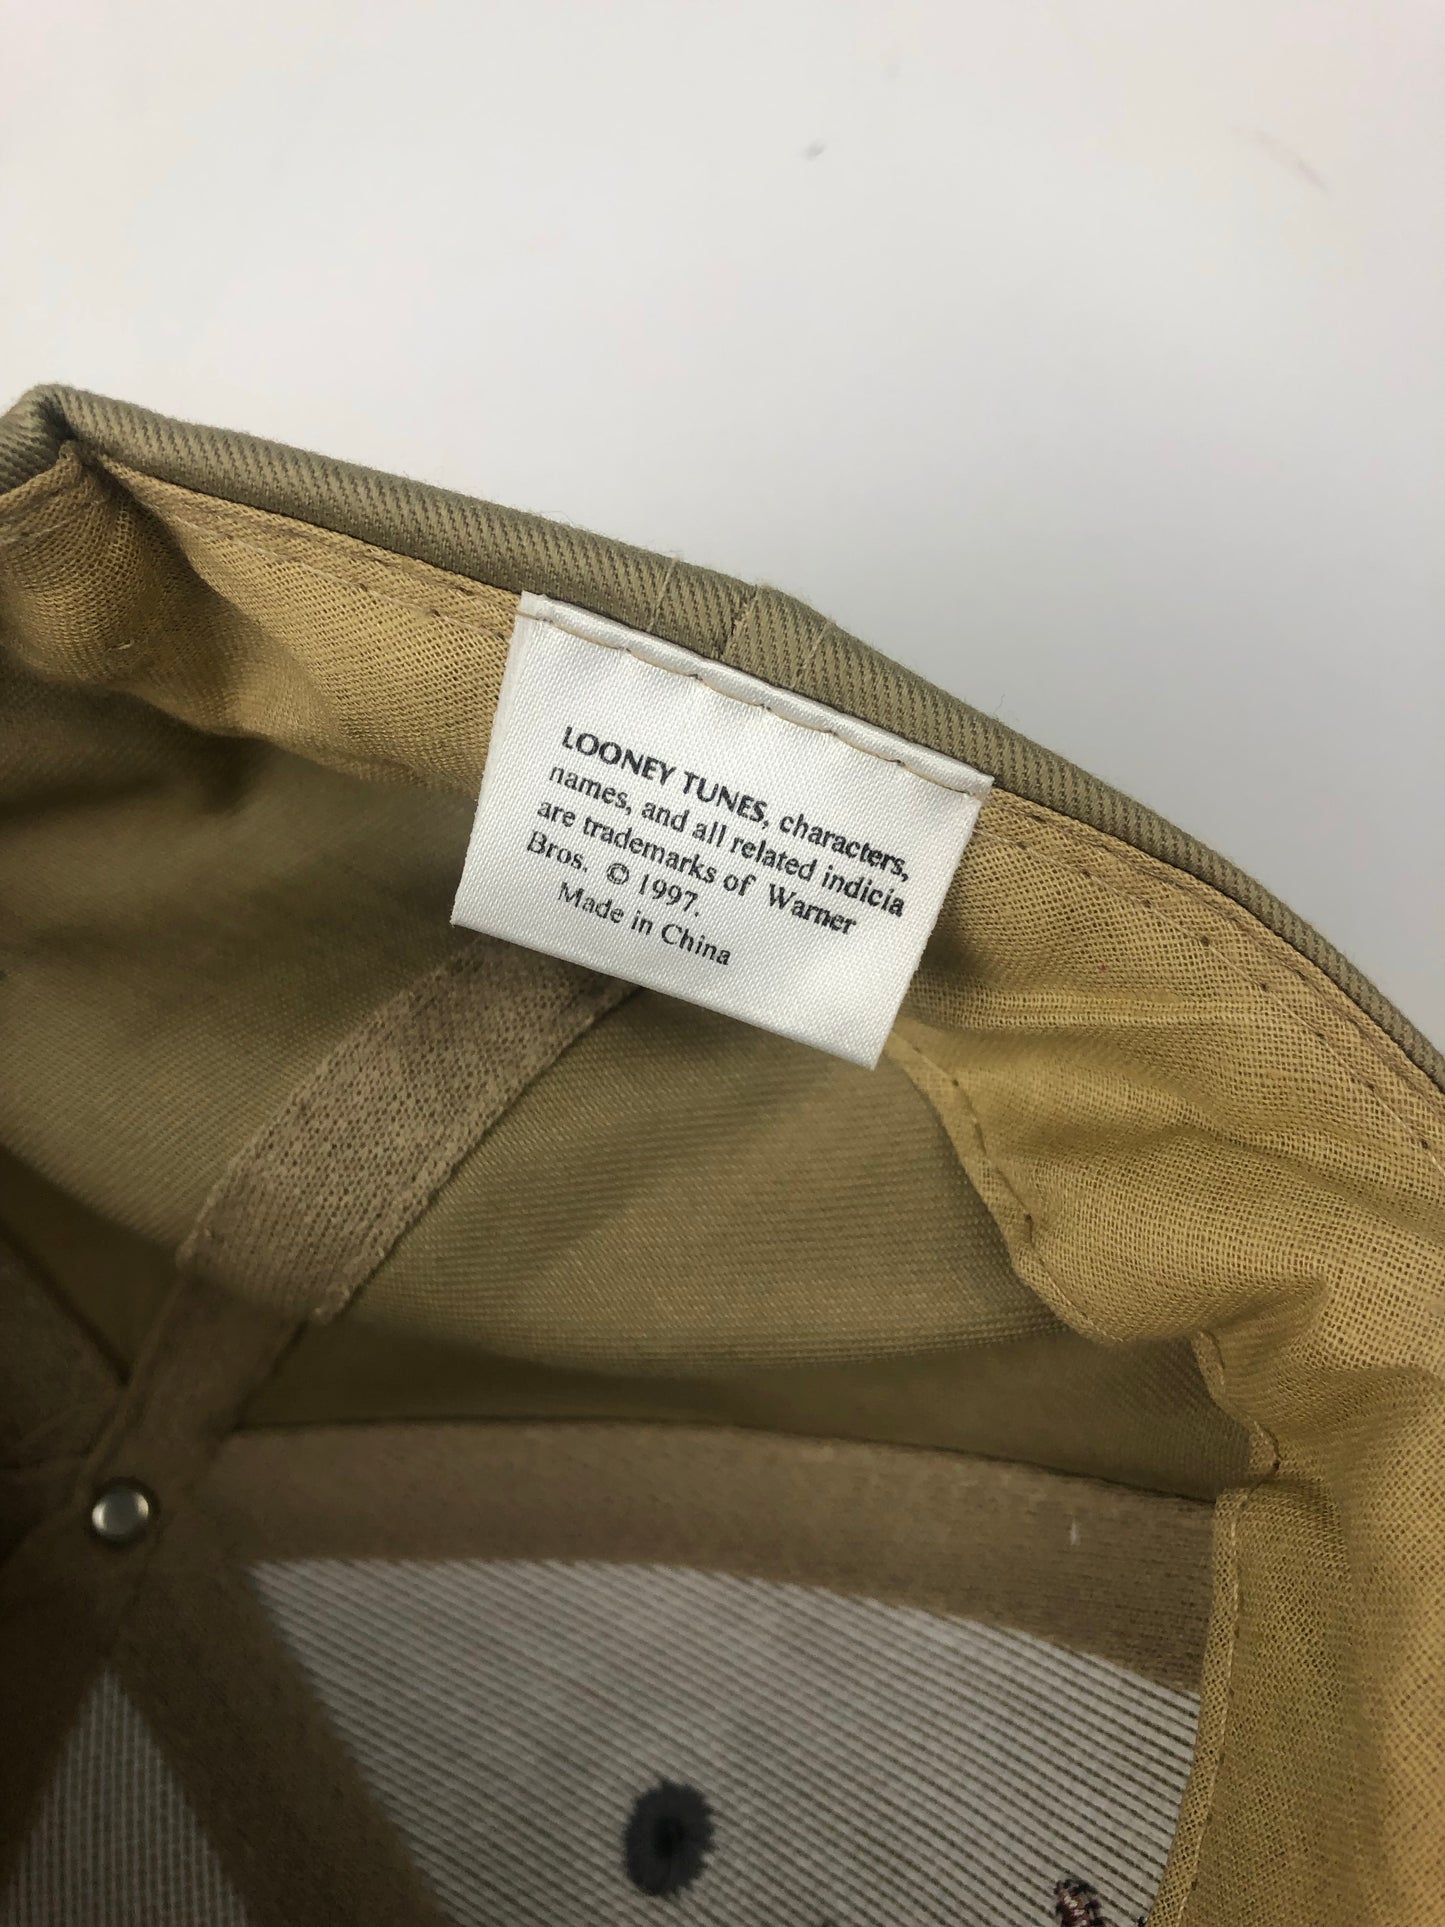 LOONEY TUNES, characters,
names, and all related indicia
are trademarks of Warner
Bros. © 1997.
Made in China